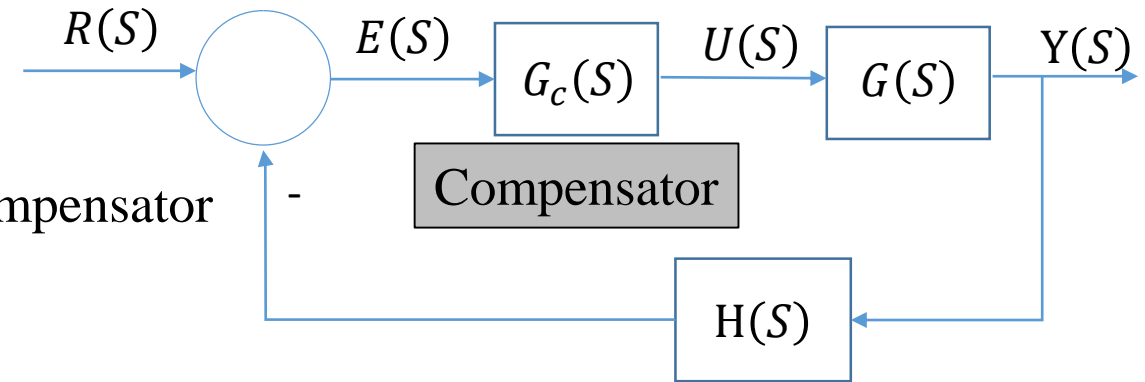 R(S)
E(S)
G_c(S)
U(S)
G(S)
Y(S)
Compensator
mpensator
-
H(S)